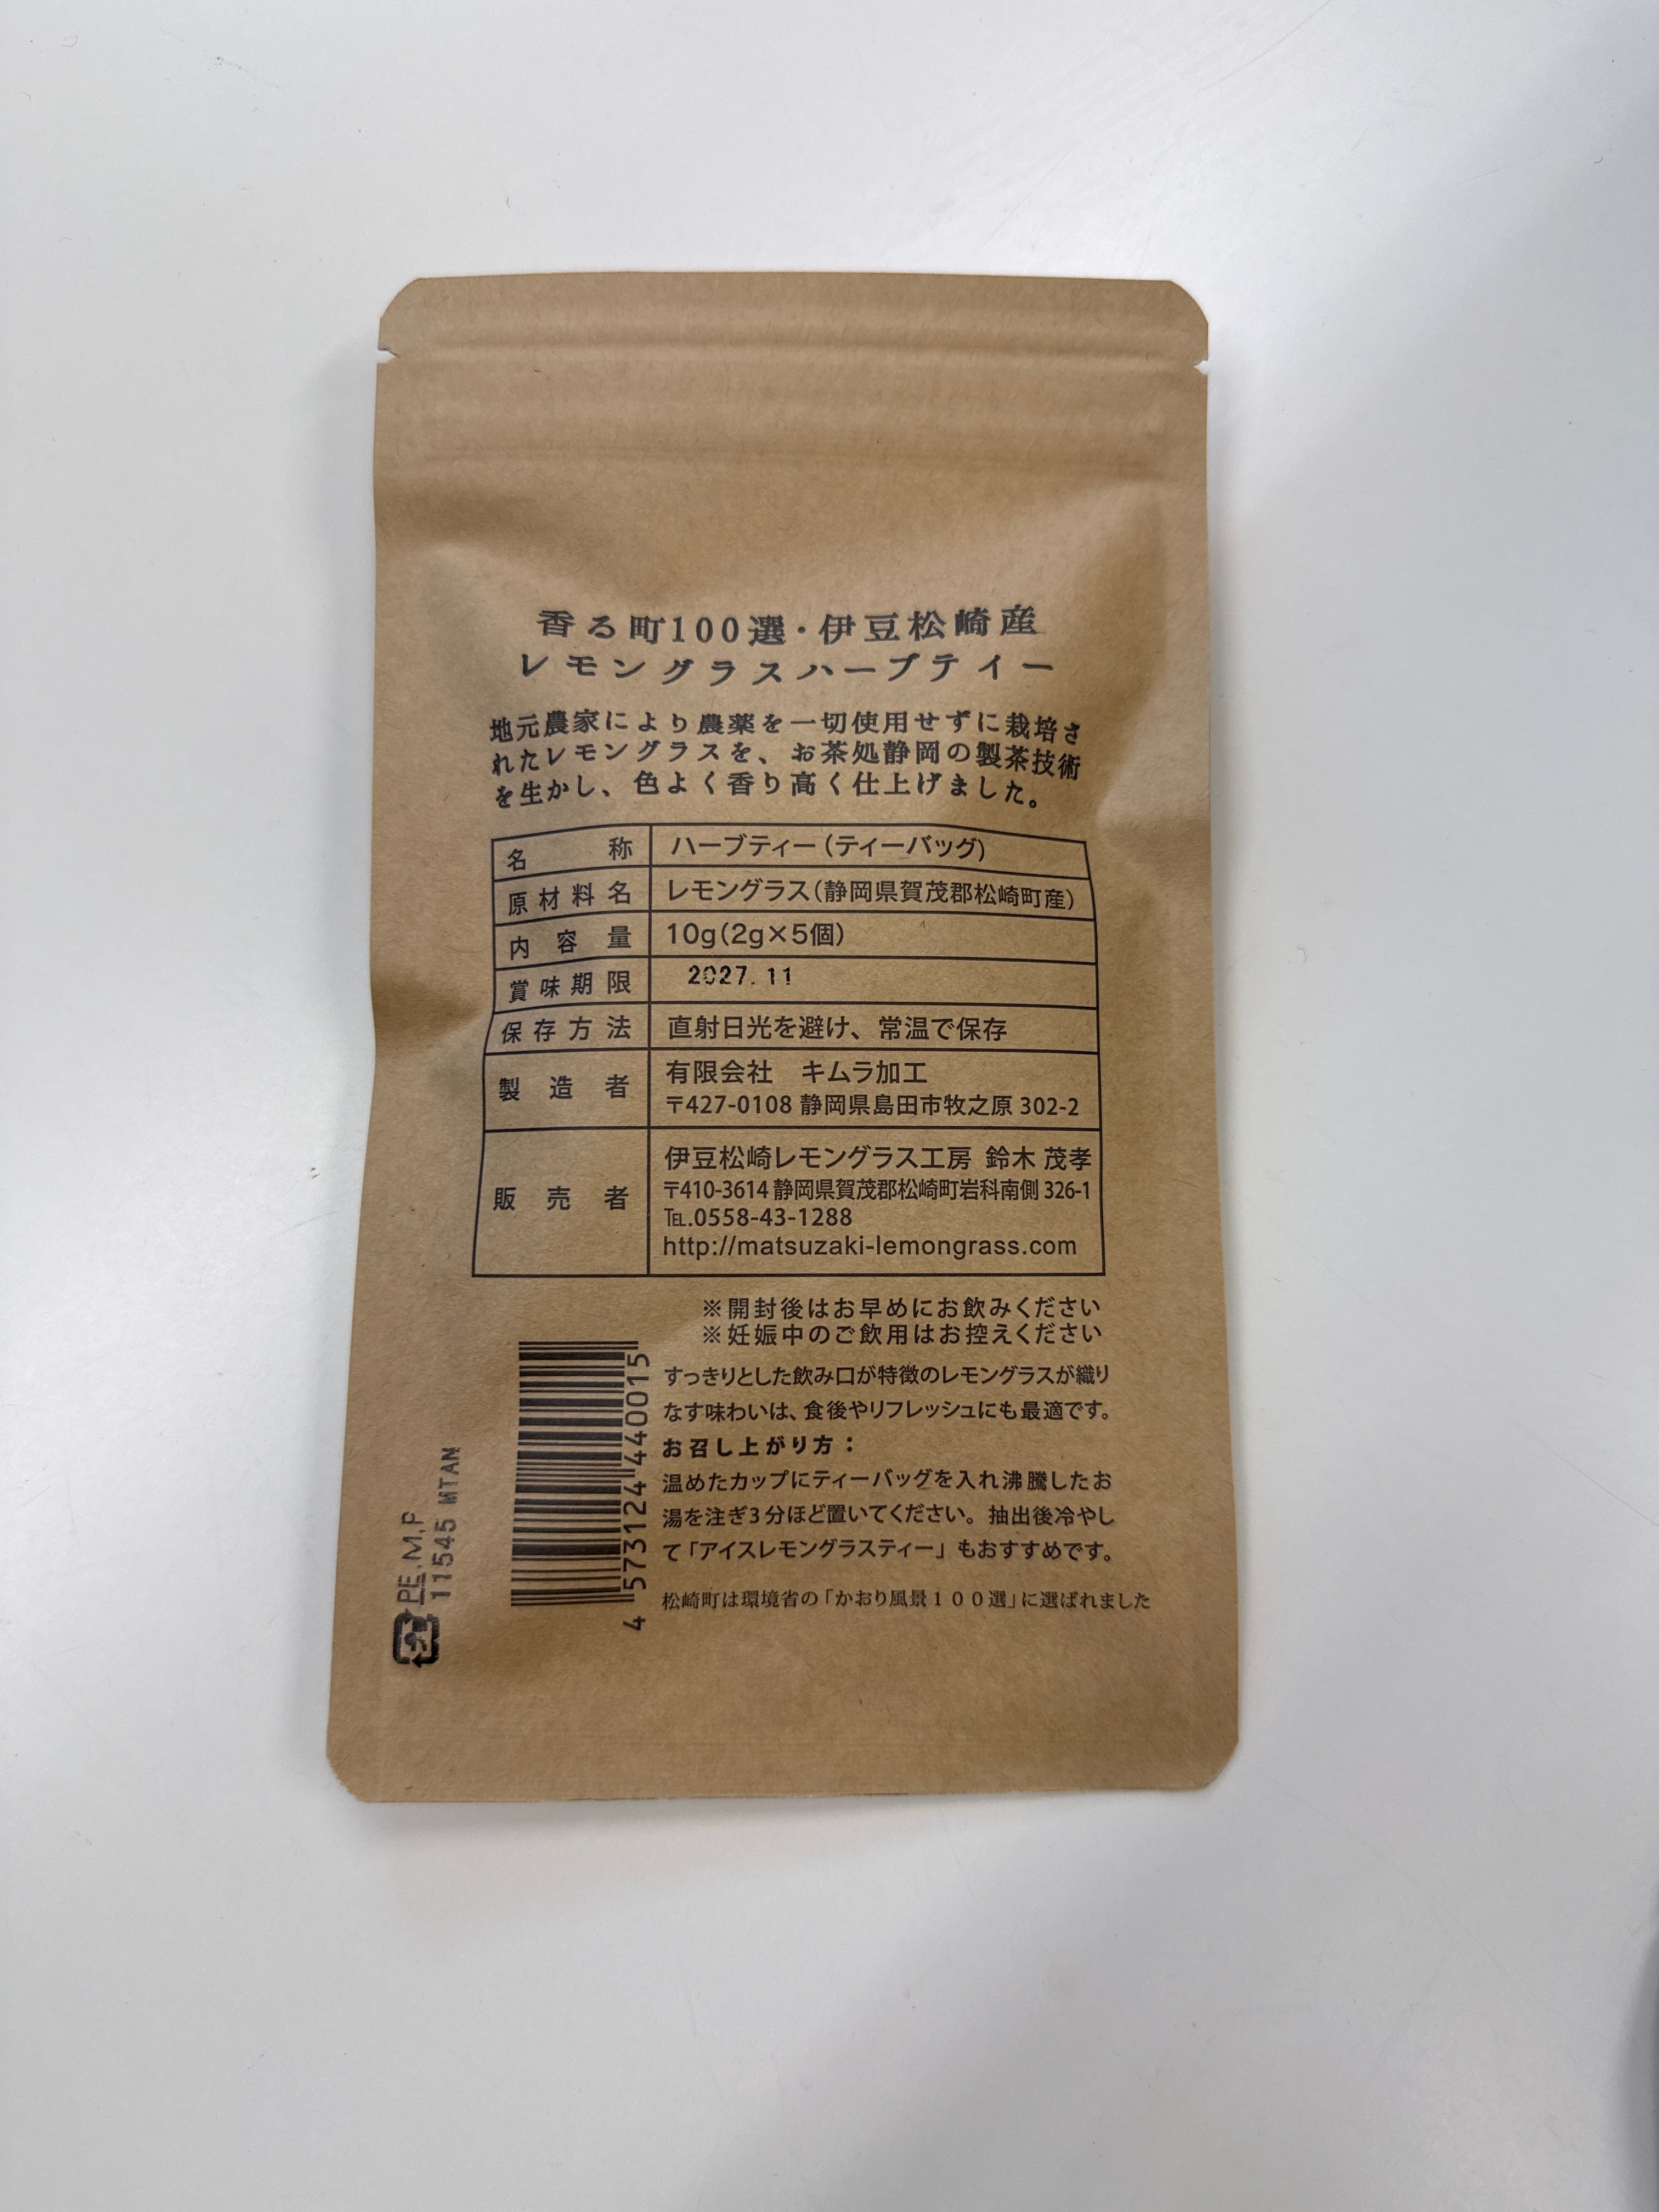 香る町100選・伊豆松崎産
レモングラスハーブティー
地元農家により農薬を一切使用せずに栽培さ
れたレモングラスを、お茶処静岡の製茶技術
を生かし、色よく香り高く仕上げました。
名称 ハーブティー(ティーバッグ)
原材料名 レモングラス(静岡県賀茂郡松崎町産)
内容量 10g(2g×5個)
賞味期限 2027.11
保存方法 直射日光を避け、常温で保存
製造者 有限会社 キムラ加工
〒427-0108 静岡県島田市牧之原 302-2
販売者 伊豆松崎レモングラス工房 鈴木 茂孝
〒410-3614 静岡県賀茂郡松崎町岩科南側 326-1
℡.0558-43-1288
http://matsuzaki-lemongrass.com
※開封後はお早めにお飲みください
※妊娠中のご飲用はお控えください
すっきりとした飲み口が特徴のレモングラスが織り
なす味わいは、食後やリフレッシュにも最適です。
お召し上がり方:
温めたカップにティーバッグを入れ沸騰したお
湯を注ぎ3分ほど置いてください。抽出後冷やし
て「アイスレモングラスティー」もおすすめです。
松崎町は環境省の「かおり風景100選」に選ばれました
4573124440015
プラ PE,M,P
11545 MTAN